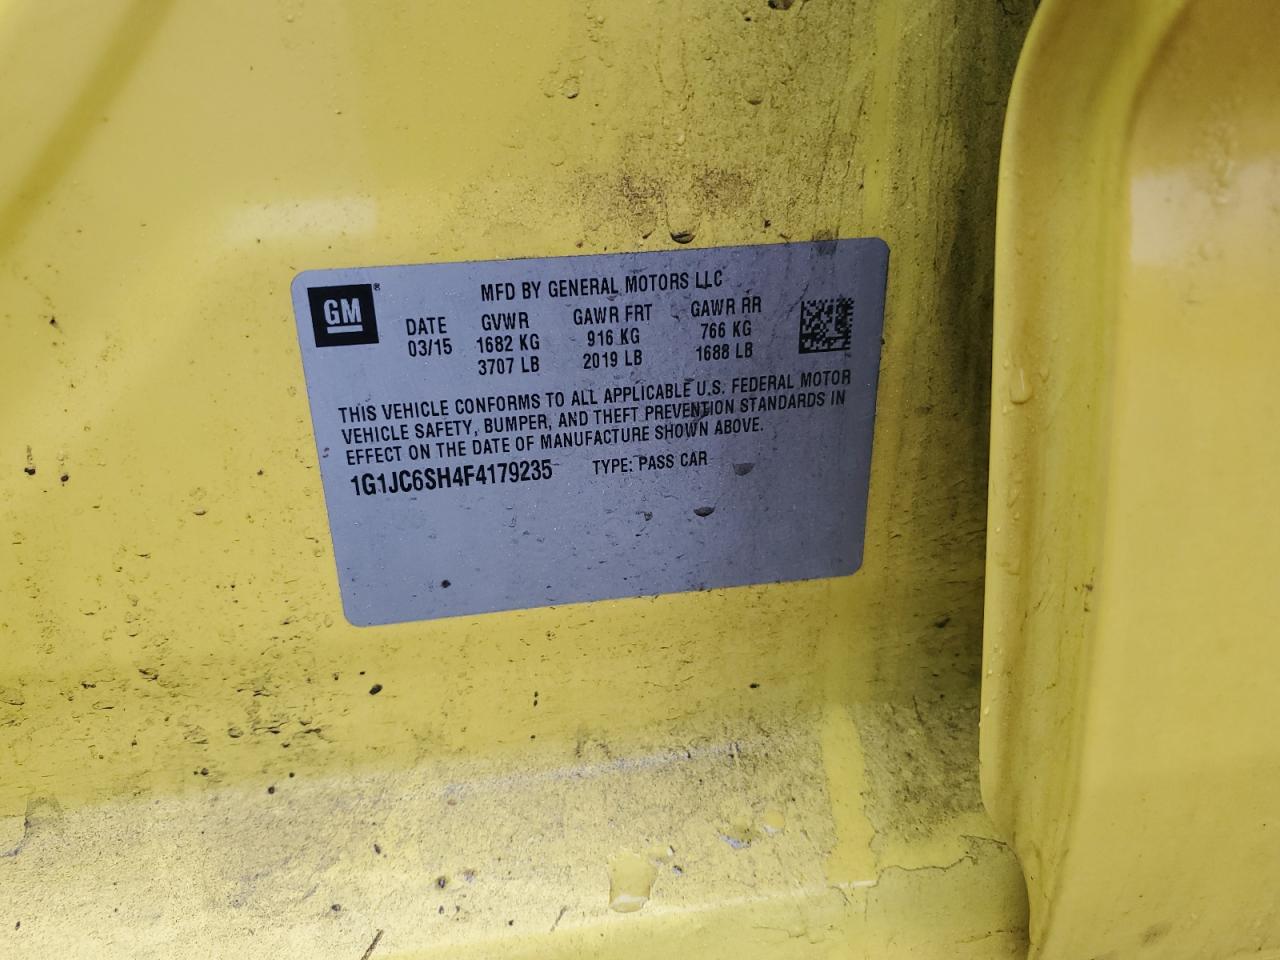 GM ®
MFD BY GENERAL MOTORS LLC
DATE GVWR GAWR FRT GAWR RR
03/15 1682 KG 916 KG 766 KG
3707 LB 2019 LB 1688 LB
THIS VEHICLE CONFORMS TO ALL APPLICABLE U.S. FEDERAL MOTOR
VEHICLE SAFETY, BUMPER, AND THEFT PREVENTION STANDARDS IN
EFFECT ON THE DATE OF MANUFACTURE SHOWN ABOVE.
1G1JC6SH4F4179235 TYPE: PASS CAR